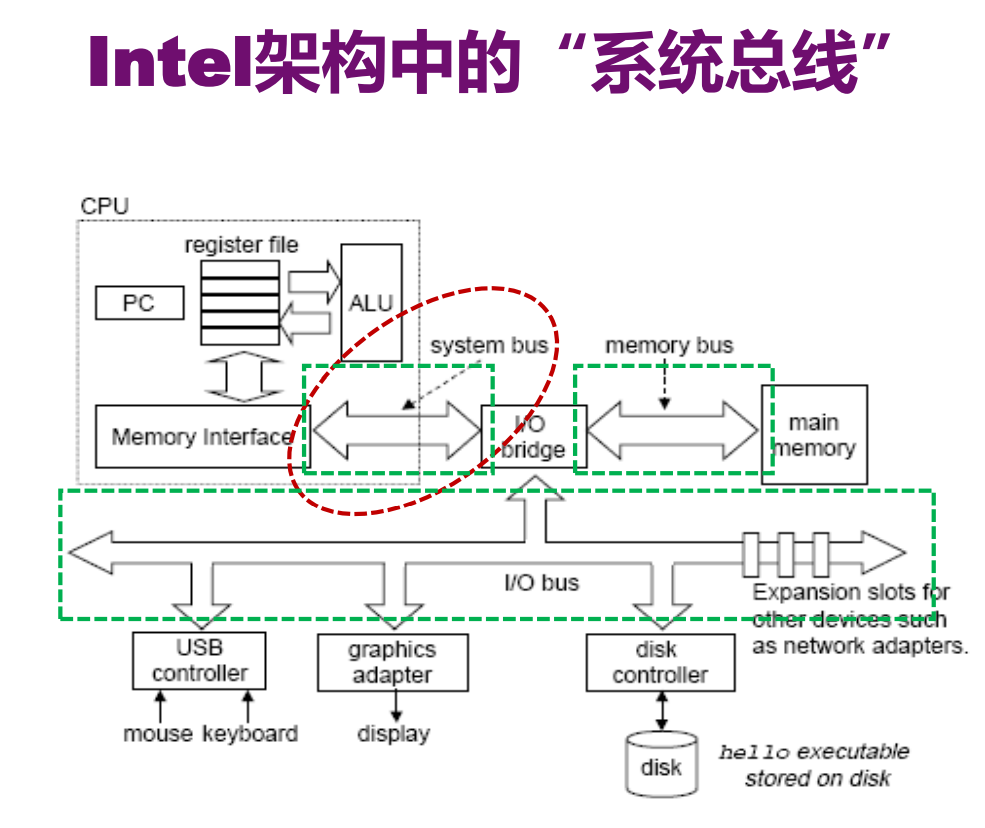 Intel架构中的“系统总线”
CPU
register file
PC
ALU
system bus
memory bus
Memory Interface
I/O
bridge
main
memory
I/O bus
Expansion slots for
other devices such
as network adapters.
USB
controller
graphics
adapter
disk
controller
mouse keyboard
display
disk
hello executable
stored on disk